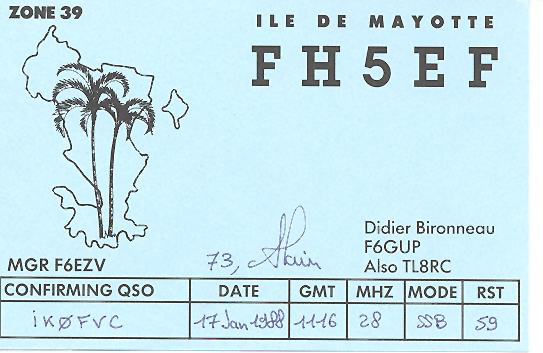 ZONE 39
ILE DE MAYOTTE
FH5EF
Didier Bironneau
F6GUP
Also TL8RC
MGR F6EZV
73, Alain
CONFIRMING QSO DATE GMT MHZ MODE RST
IKØFVC 17 Jan 1988 1116 28 SSB 59